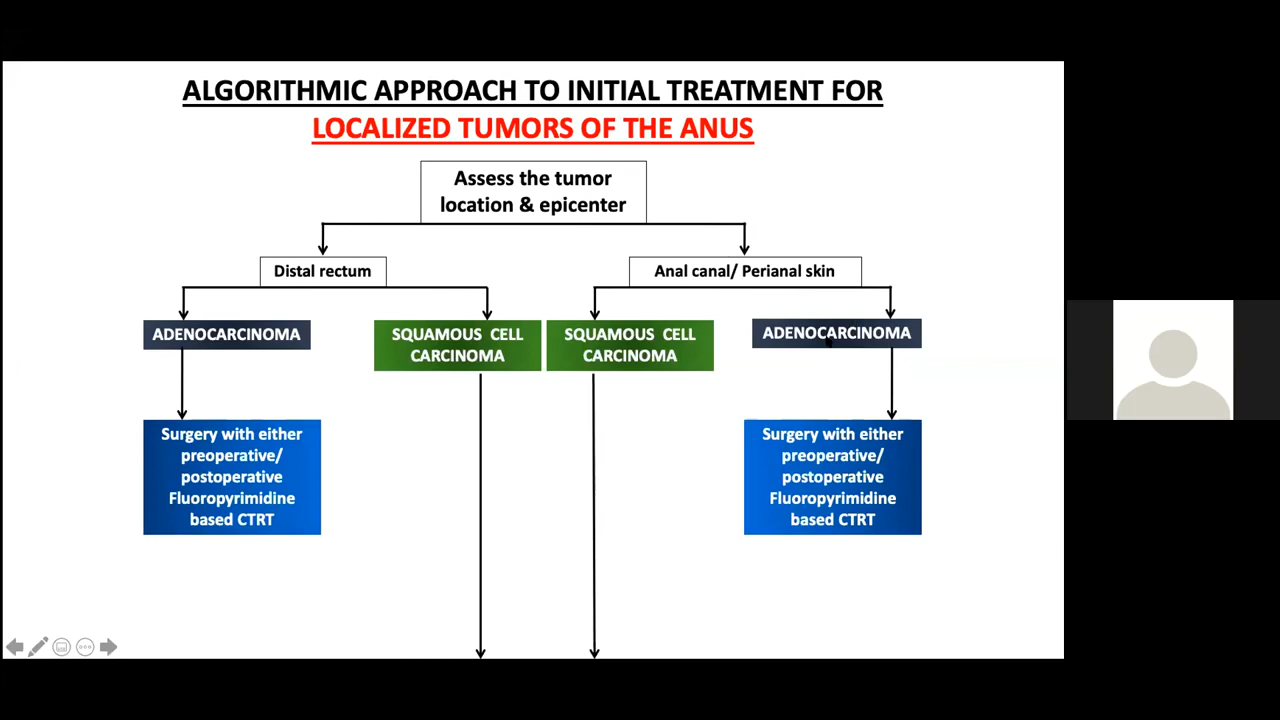 ALGORITHMIC APPROACH TO INITIAL TREATMENT FOR
LOCALIZED TUMORS OF THE ANUS
Assess the tumor
location & epicenter
Distal rectum
Anal canal/ Perianal skin
ADENOCARCINOMA
SQUAMOUS CELL
CARCINOMA
SQUAMOUS CELL
CARCINOMA
ADENOCARCINOMA
Surgery with either
preoperative/
postoperative
Fluoropyrimidine
based CTRT
Surgery with either
preoperative/
postoperative
Fluoropyrimidine
based CTRT